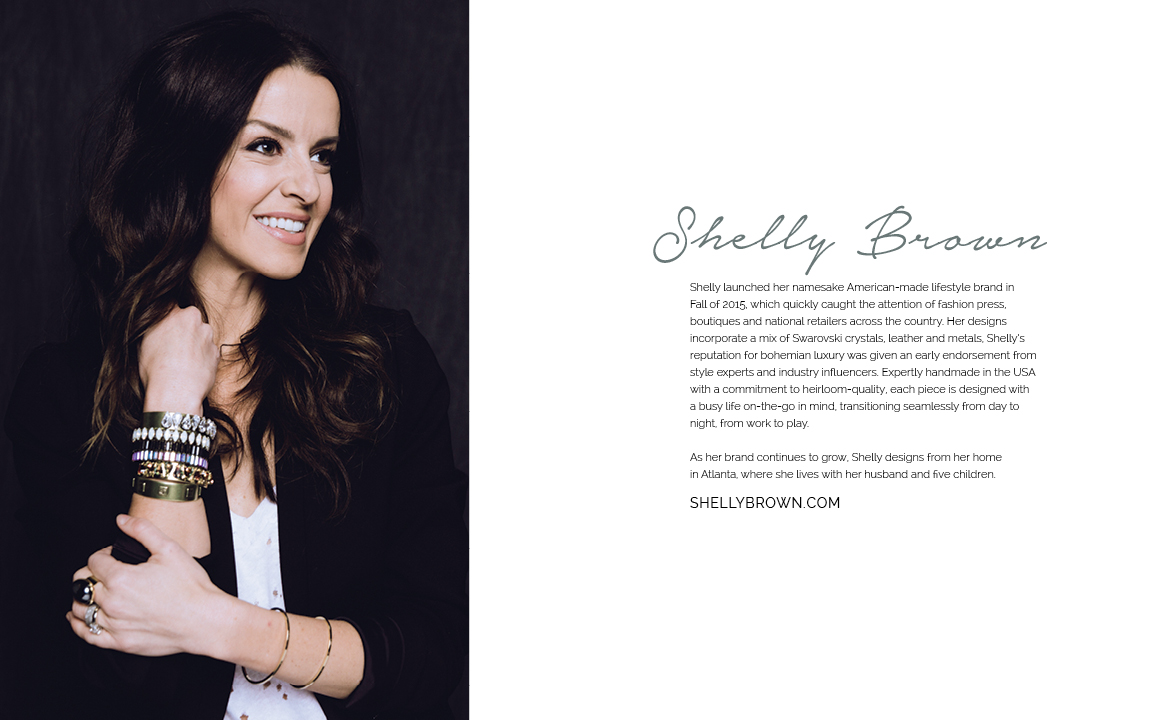 Shelly Brown
Shelly launched her namesake American-made lifestyle brand in
Fall of 2015, which quickly caught the attention of fashion press,
boutiques and national retailers across the country. Her designs
incorporate a mix of Swarovski crystals, leather and metals, Shelly's
reputation for bohemian luxury was given an early endorsement from
style experts and industry influencers. Expertly handmade in the USA
with a commitment to heirloom-quality, each piece is designed with
a busy life on-the-go in mind, transitioning seamlessly from day to
night, from work to play.
As her brand continues to grow, Shelly designs from her home
in Atlanta, where she lives with her husband and five children.
SHELLYBROWN.COM